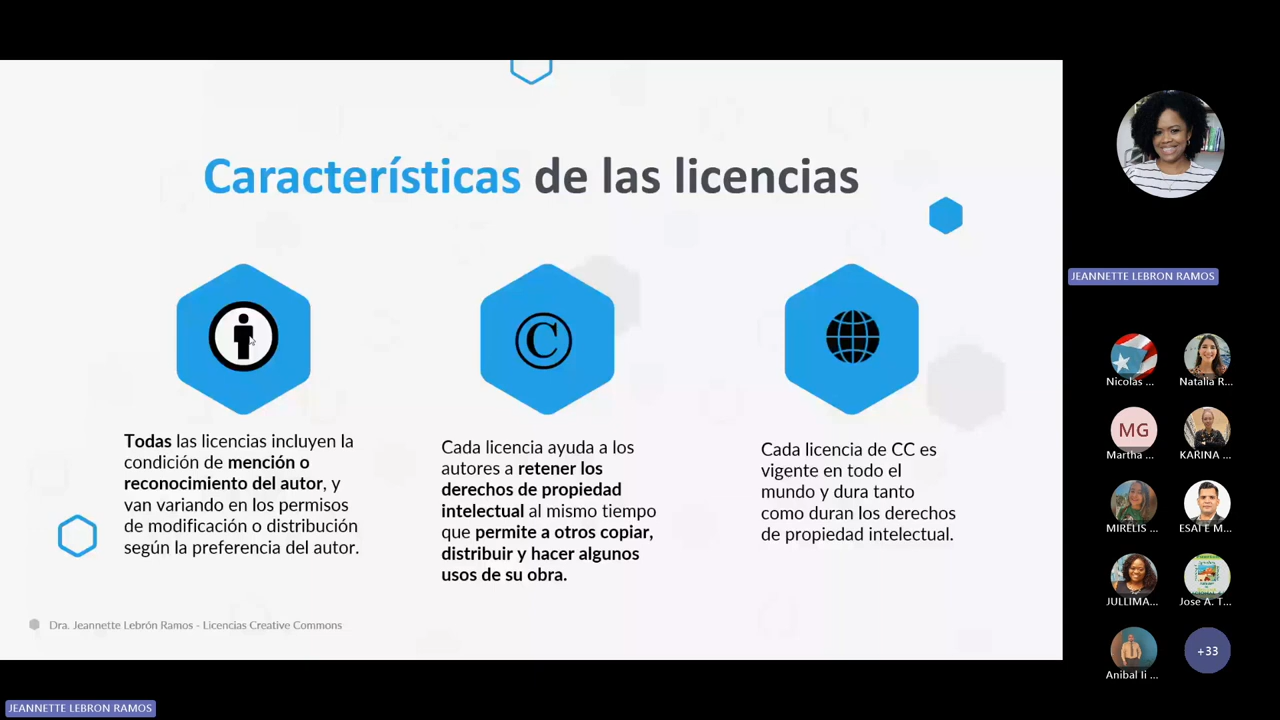 Características de las licencias
C
Todas las licencias incluyen la
condición de mención o
reconocimiento del autor, y
van variando en los permisos
de modificación o distribución
según la preferencia del autor.
Cada licencia ayuda a los
autores a retener los
derechos de propiedad
intelectual al mismo tiempo
que permite a otros copiar,
distribuir y hacer algunos
usos de su obra.
Cada licencia de CC es
vigente en todo el
mundo y dura tanto
como duran los derechos
de propiedad intelectual.
Dra. Jeannette Lebrón Ramos - Licencias Creative Commons
JEANNETTE LEBRON RAMOS
JEANNETTE LEBRON RAMOS
Nicolas ...
Natalia R...
MG
Martha ...
KARINA ...
MIRELIS ...
ESAI E M...
JULLIMA...
Jose A. T...
Anibal Ii ...
+33